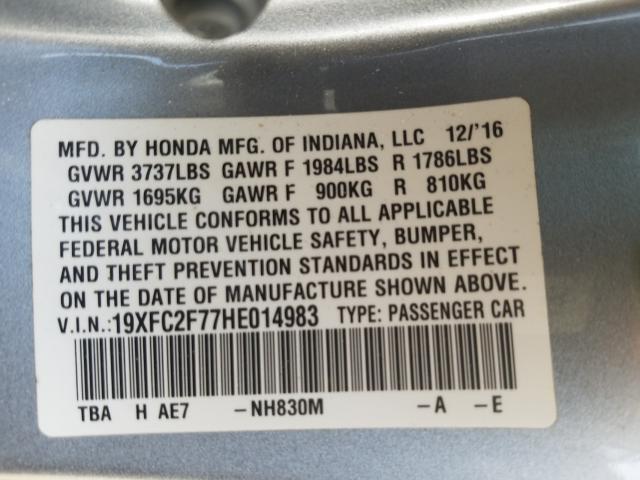 MFD. BY HONDA MFG. OF INDIANA, LLC 12/'16
GVWR 3737LBS GAWR F 1984LBS R 1786LBS
GVWR 1695KG GAWR F 900KG R 810KG
THIS VEHICLE CONFORMS TO ALL APPLICABLE
FEDERAL MOTOR VEHICLE SAFETY, BUMPER,
AND THEFT PREVENTION STANDARDS IN EFFECT
ON THE DATE OF MANUFACTURE SHOWN ABOVE.
V.I.N.:19XFC2F77HE014983 TYPE: PASSENGER CAR
TBA H AE7 -NH830M -A -E